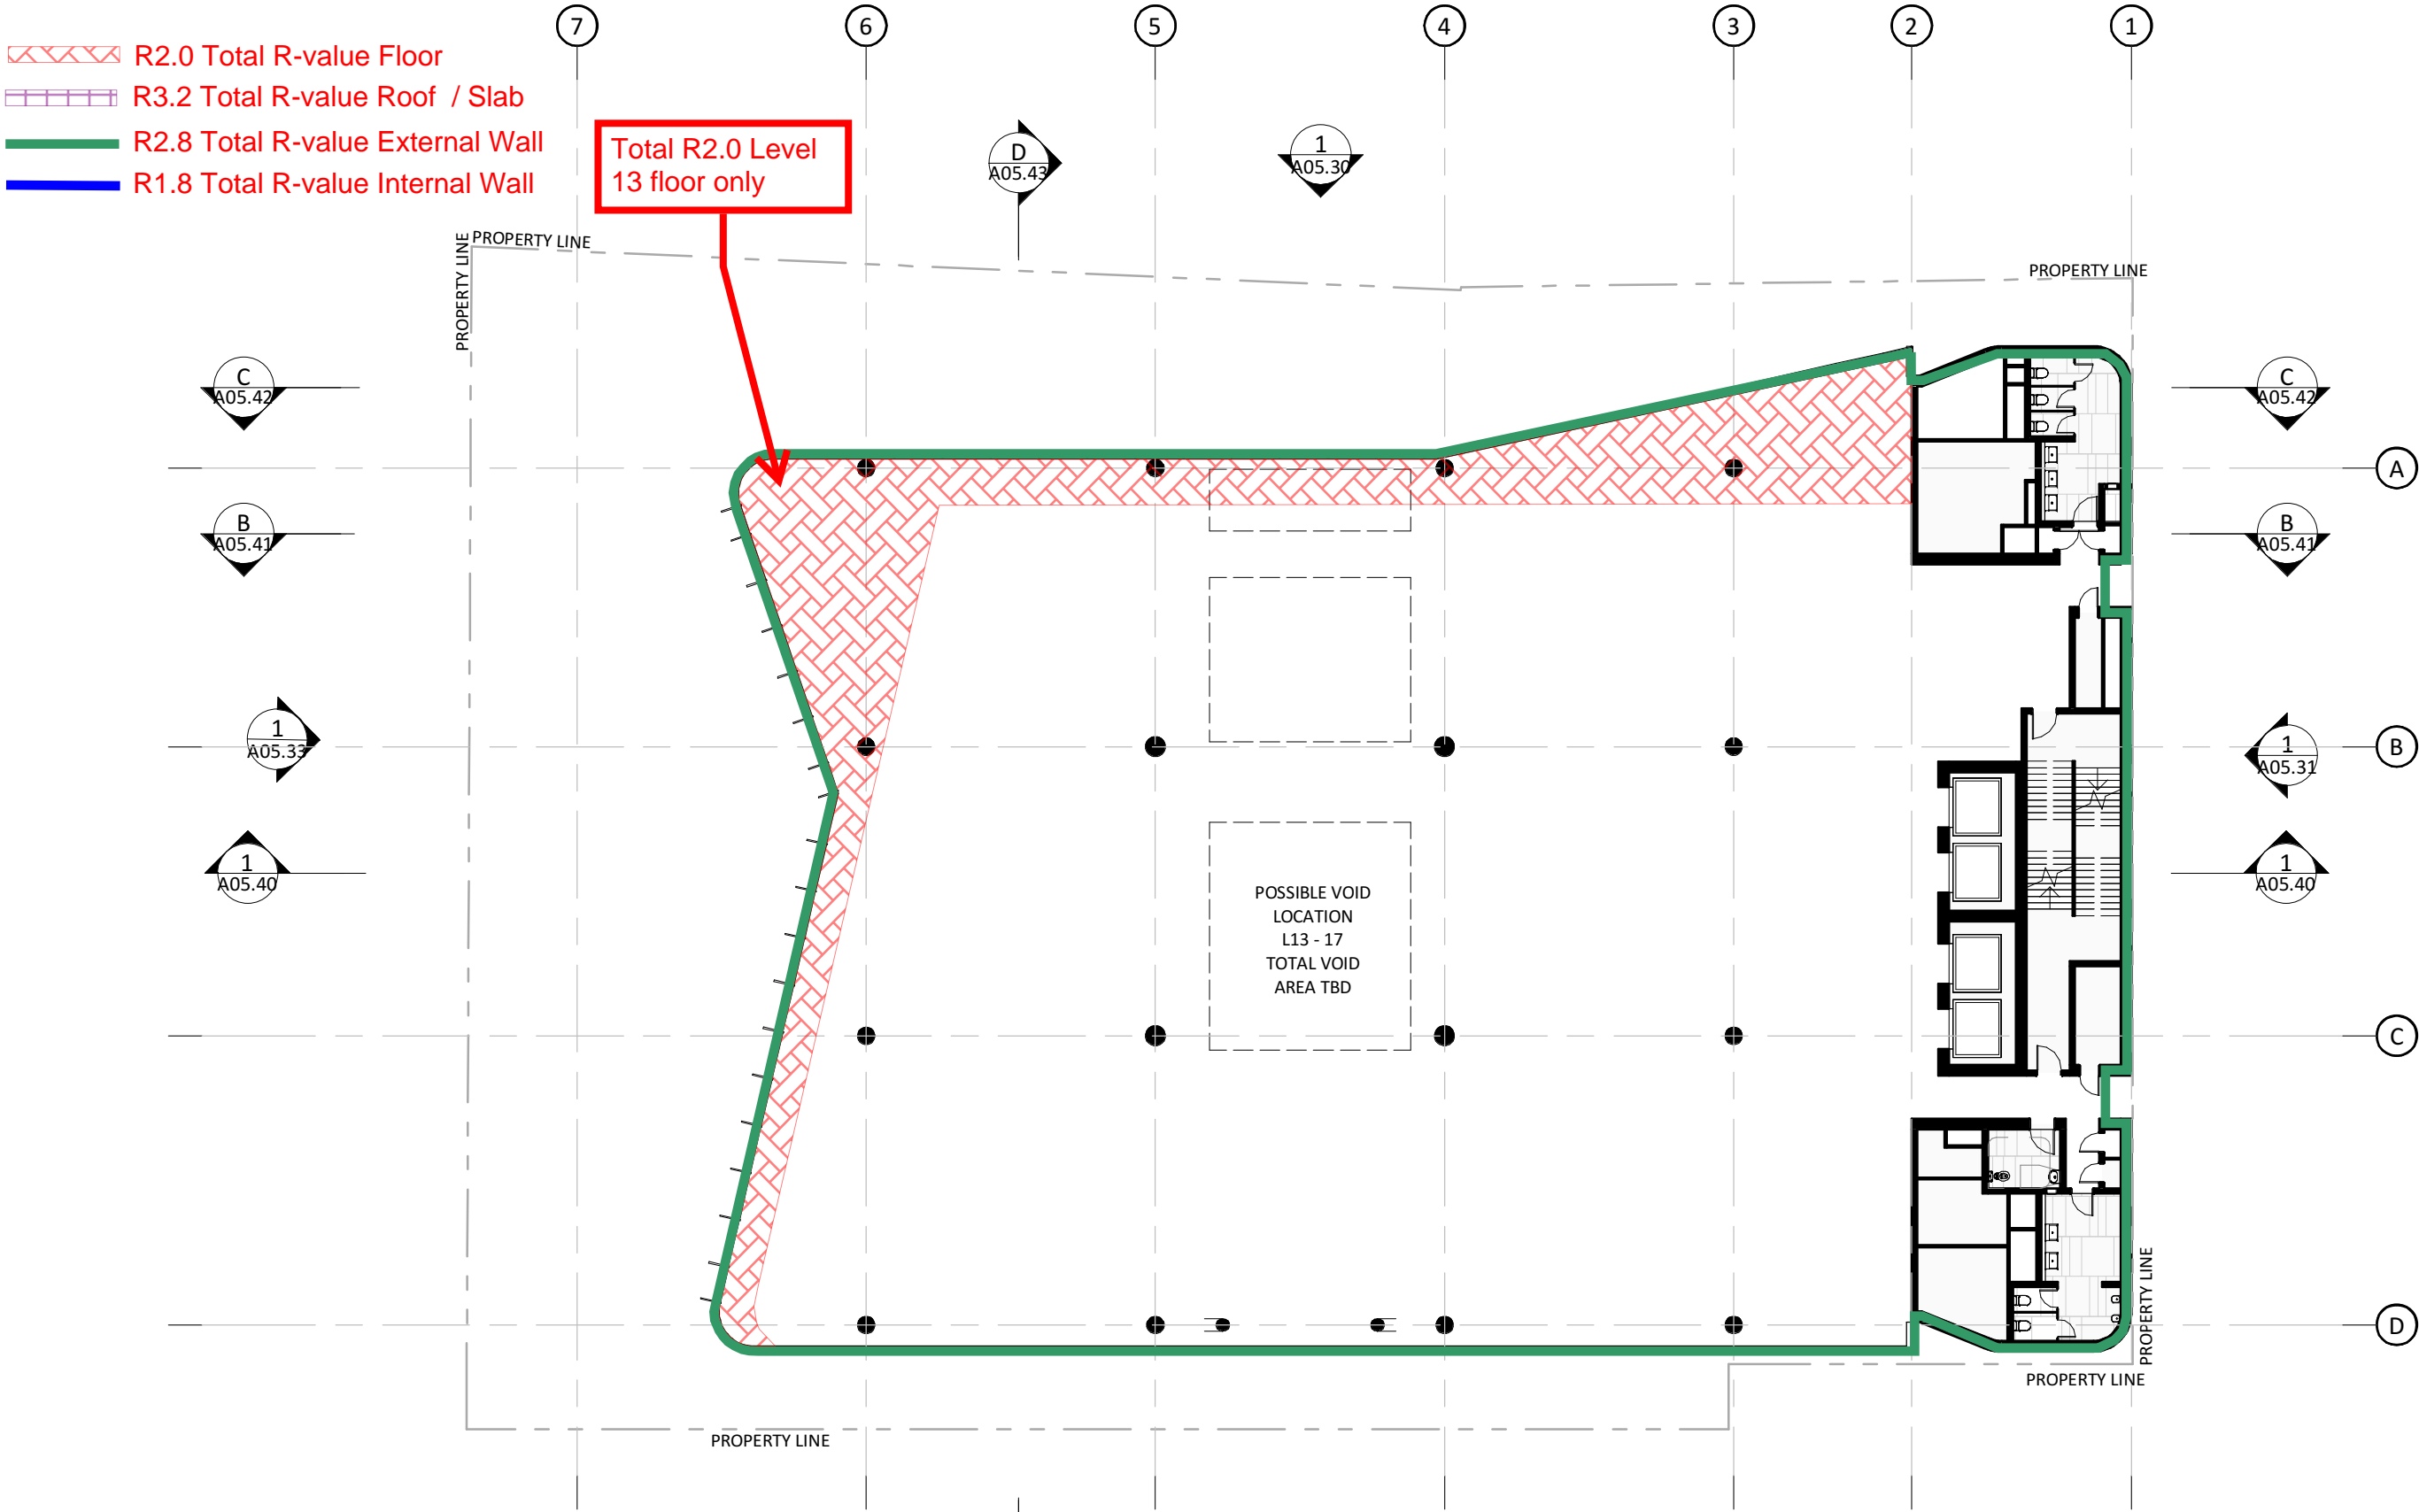 7
6
5
4
3
2
1
R2.0 Total R-value Floor
R3.2 Total R-value Roof / Slab
R2.8 Total R-value External Wall
R1.8 Total R-value Internal Wall
Total R2.0 Level
13 floor only
D
A05.43
1
A05.30
PROPERTY LINE
PROPERTY LINE
PROPERTY LINE
C
A05.42
C
A05.42
A
B
A05.41
B
A05.41
1
A05.33
B
1
A05.31
1
A05.40
1
A05.40
POSSIBLE VOID
LOCATION
L13 - 17
TOTAL VOID
AREA TBD
C
PROPERTY LINE
D
PROPERTY LINE
PROPERTY LINE